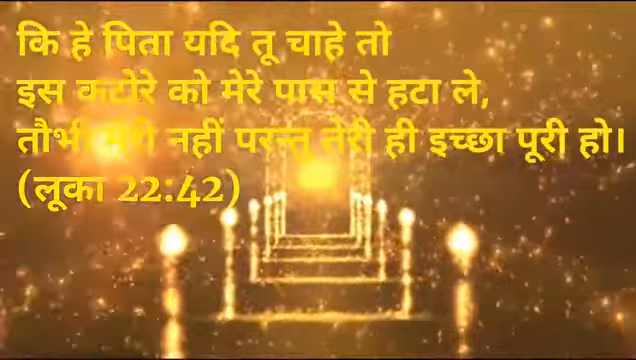 कि हे पिता यदि तू चाहे तो
इस कटोरे को मेरे पास से हटा ले,
तौभी मेरी नहीं परन्तु तेरी ही इच्छा पूरी हो।
(लूका 22:42)